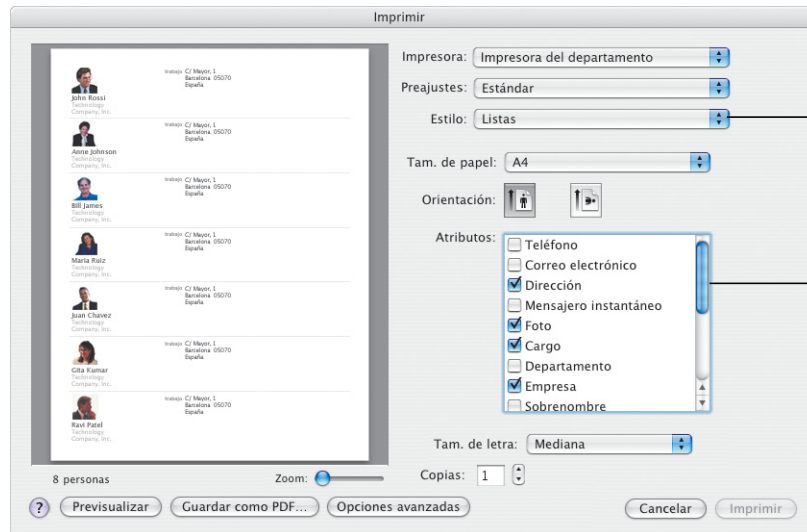 Imprimir
John Rossi
Technology
Company, Inc.
trabajo C/ Mayor, 1
Barcelona 05070
España
Anne Johnson
Technology
Company, Inc.
trabajo C/ Mayor, 1
Barcelona 05070
España
Bill James
Technology
Company, Inc.
trabajo C/ Mayor, 1
Barcelona 05070
España
Maria Ruiz
Technology
Company, Inc.
trabajo C/ Mayor, 1
Barcelona 05070
España
Juan Chavez
Technology
Company, Inc.
trabajo C/ Mayor, 1
Barcelona 05070
España
Gita Kumar
Technology
Company, Inc.
trabajo C/ Mayor, 1
Barcelona 05070
España
Ravi Patel
Technology
Company, Inc.
trabajo C/ Mayor, 1
Barcelona 05070
España
8 personas
Zoom:
Impresora: Impresora del departamento
Preajustes: Estándar
Estilo: Listas
Tam. de papel: A4
Orientación:
Atributos:
Teléfono
Correo electrónico
Dirección
Mensajero instantáneo
Foto
Cargo
Departamento
Empresa
Sobrenombre
Tam. de letra: Mediana
Copias: 1
? Previsualizar Guardar como PDF... Opciones avanzadas Cancelar Imprimir